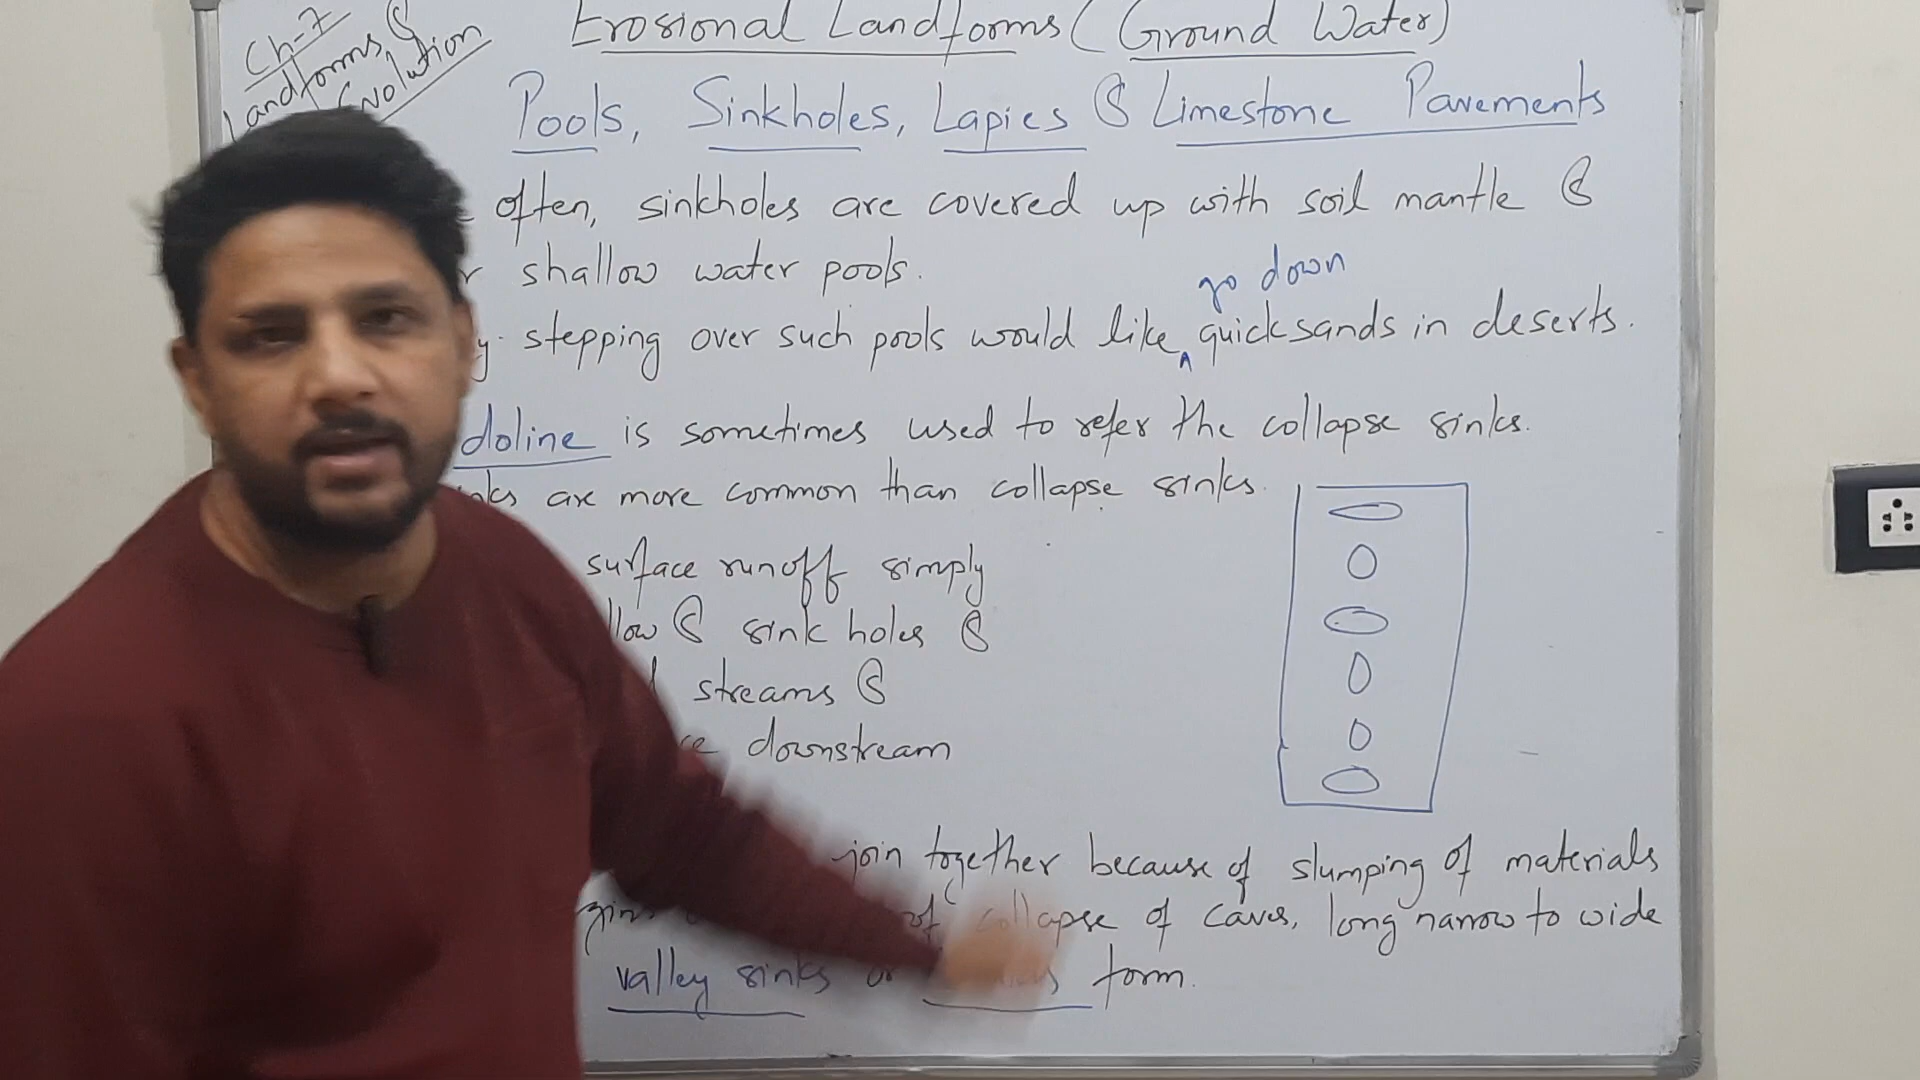 Ch-7
Landforms &
Evolution
Erosional Landforms (Ground Water)
Pools, Sinkholes, Lapies & Limestone Pavements
often, sinkholes are covered up with soil mantle &
shallow water pools.
go down
stepping over such pools would like ^ quicksands in deserts.
doline is sometimes used to refer the collapse sinks.
are more common than collapse sinks.
surface runoff simply
& sink holes &
streams &
downstream
join together because of slumping of materials
of collapse of caves, long narrow to wide
valley sinks or form.